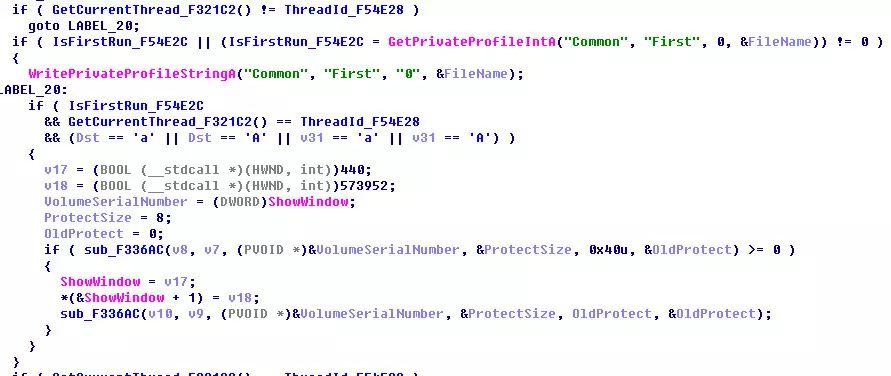 if ( GetCurrentThread_F321C2() != ThreadId_F54E28 )
goto LABEL_20;
if ( IsFirstRun_F54E2C || (IsFirstRun_F54E2C = GetPrivateProfileIntA("Common", "First", 0, &FileName)) != 0 )
{
WritePrivateProfileStringA("Common", "First", "0", &FileName);
LABEL_20:
if ( IsFirstRun_F54E2C
&& GetCurrentThread_F321C2() == ThreadId_F54E28
&& (Dst == 'a' || Dst == 'A' || v31 == 'a' || v31 == 'A') )
{
v17 = (BOOL (__stdcall *)(HWND, int))440;
v18 = (BOOL (__stdcall *)(HWND, int))573952;
VolumeSerialNumber = (DWORD)ShowWindow;
ProtectSize = 8;
OldProtect = 0;
if ( sub_F336AC(v8, v7, (PVOID *)&VolumeSerialNumber, &ProtectSize, 0x40u, &OldProtect) >= 0 )
{
ShowWindow = v17;
*(&ShowWindow + 1) = v18;
sub_F336AC(v10, v9, (PVOID *)&VolumeSerialNumber, &ProtectSize, OldProtect, &OldProtect);
}
}
}